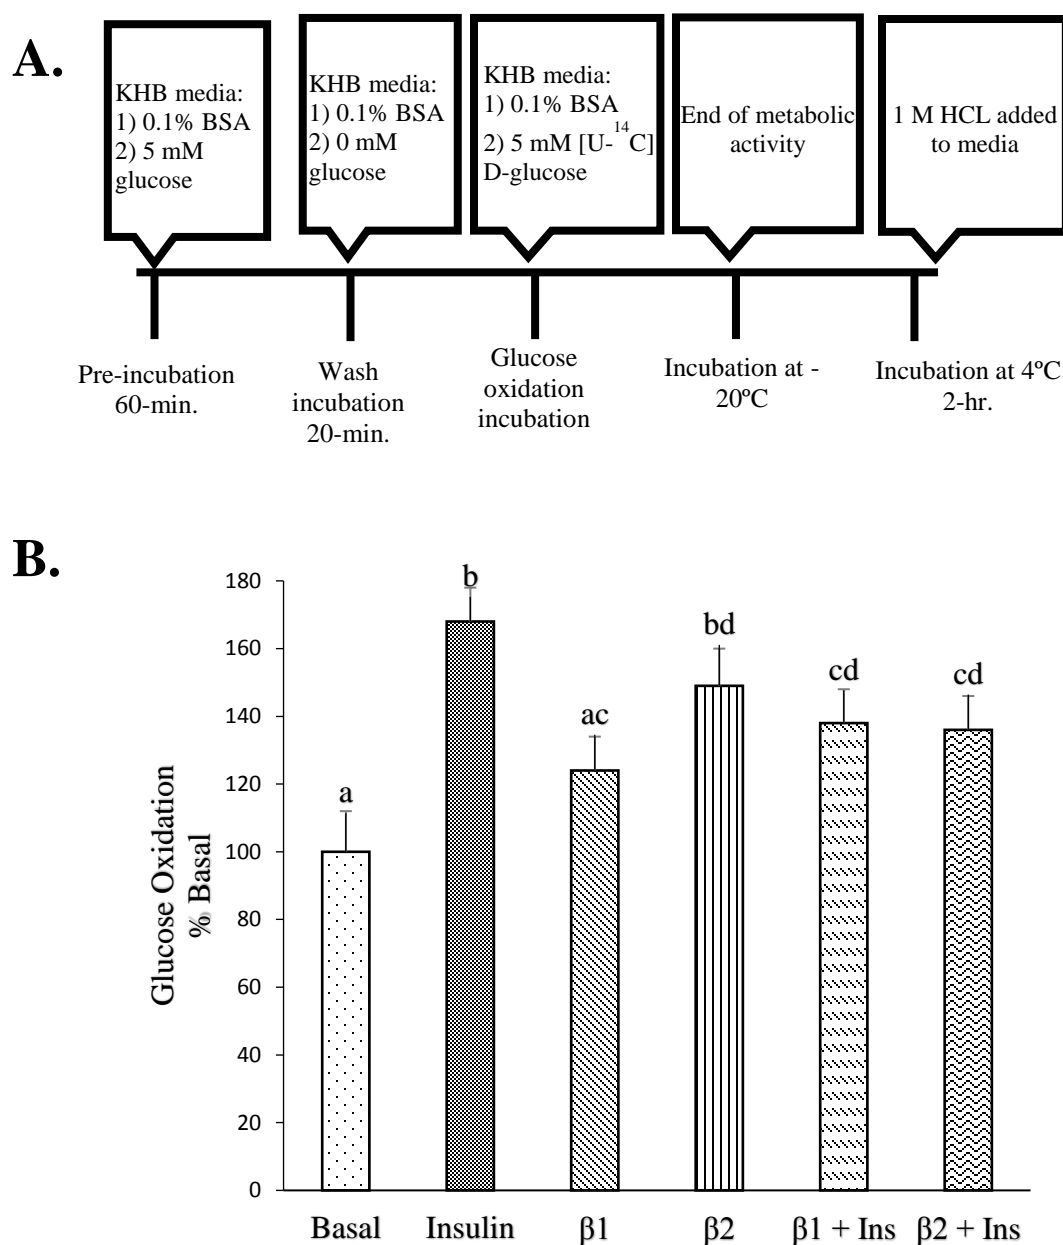 A.
KHB media:
1) 0.1% BSA
2) 5 mM
glucose
KHB media:
1) 0.1% BSA
2) 0 mM
glucose
KHB media:
1) 0.1% BSA
2) 5 mM [U-¹⁴C]
D-glucose
End of metabolic
activity
1 M HCL added
to media
Pre-incubation
60-min.
Wash
incubation
20-min.
Glucose
oxidation
incubation
Incubation at -
20ºC
Incubation at 4ºC
2-hr.
B.
Glucose Oxidation
% Basal
180
160
140
120
100
80
60
40
20
0
a
b
ac
bd
cd
cd
Basal
Insulin
β1
β2
β1 + Ins
β2 + Ins